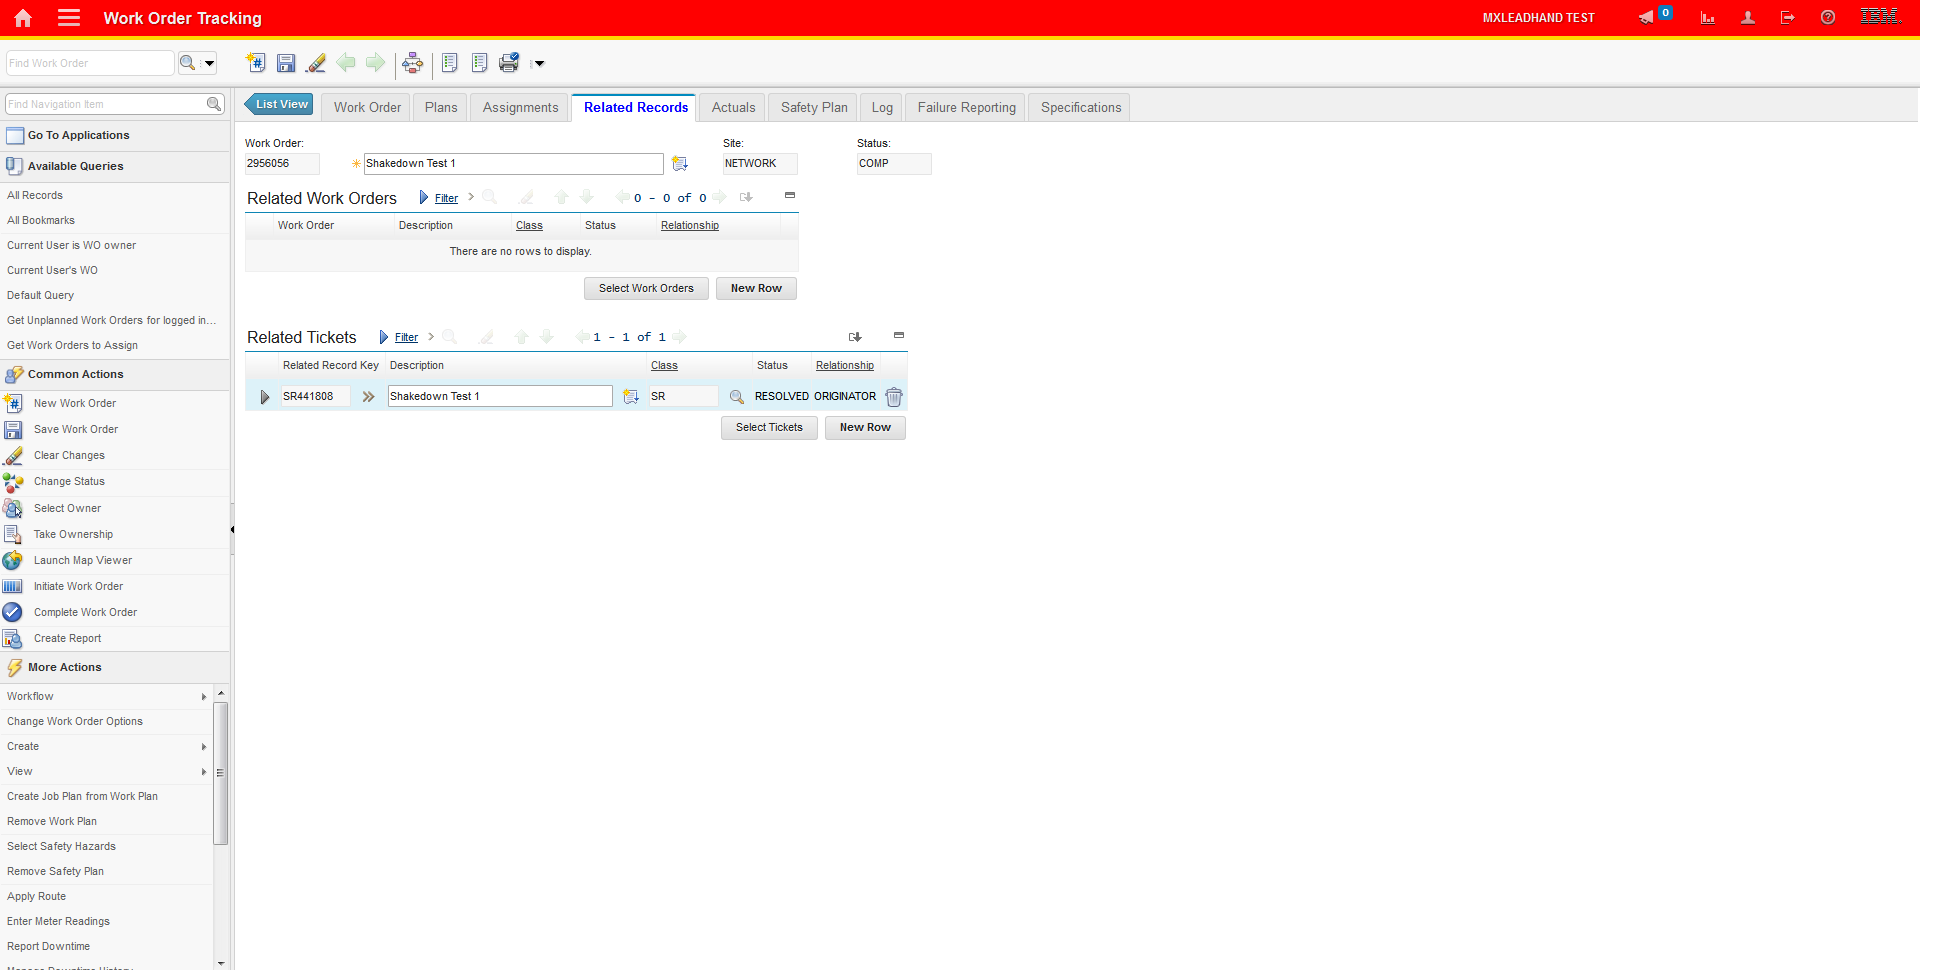 Work Order Tracking
MXLEADHAND TEST
0
IBM.
Find Work Order
Find Navigation Item
Go To Applications
Available Queries
All Records
All Bookmarks
Current User is WO owner
Current User's WO
Default Query
Get Unplanned Work Orders for logged in...
Get Work Orders to Assign
Common Actions
New Work Order
Save Work Order
Clear Changes
Change Status
Select Owner
Take Ownership
Launch Map Viewer
Initiate Work Order
Complete Work Order
Create Report
More Actions
Workflow
Change Work Order Options
Create
View
Create Job Plan from Work Plan
Remove Work Plan
Select Safety Hazards
Remove Safety Plan
Apply Route
Enter Meter Readings
Report Downtime
Manage Downtime History
List View Work Order Plans Assignments Related Records Actuals Safety Plan Log Failure Reporting Specifications
Work Order: Site: Status:
2956056 Shakedown Test 1 NETWORK COMP
Related Work Orders Filter 0 - 0 of 0
Work Order Description Class Status Relationship
There are no rows to display.
Select Work Orders New Row
Related Tickets Filter 1 - 1 of 1
Related Record Key Description Class Status Relationship
SR441808 Shakedown Test 1 SR RESOLVED ORIGINATOR
Select Tickets New Row